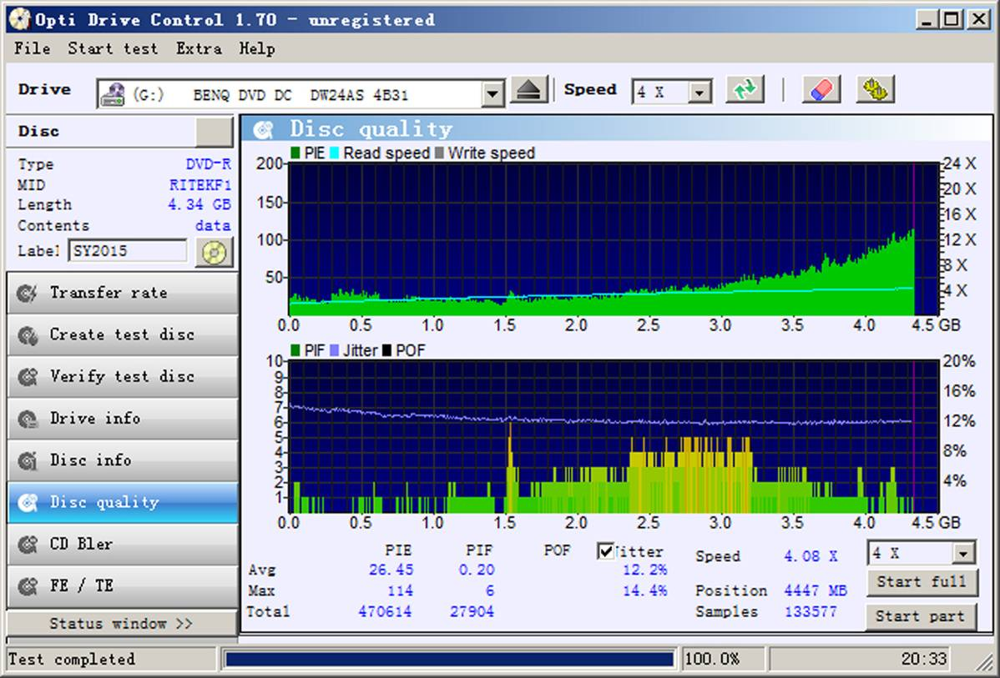 Opti Drive Control 1.70 - unregistered
File Start test Extra Help
Drive (G:) BENQ DVD DC DW24AS 4B31 Speed 4 X
Disc
Type DVD-R
MID RITEKF1
Length 4.34 GB
Contents data
Label SY2015
Transfer rate
Create test disc
Verify test disc
Drive info
Disc info
Disc quality
CD Bler
FE / TE
Status window >>
Disc quality
PIE Read speed Write speed
200 24 X
20 X
150
16 X
100 12 X
8 X
50
4 X
0.0 0.5 1.0 1.5 2.0 2.5 3.0 3.5 4.0 4.5 GB
PIF Jitter POF
10 20%
9
8 16%
7
6 12%
5
4 8%
3
2 4%
1
0.0 0.5 1.0 1.5 2.0 2.5 3.0 3.5 4.0 4.5 GB
PIE PIF POF Jitter
Avg 26.45 0.20 12.2%
Max 114 6 14.4%
Total 470614 27904
Speed 4.08 X
Position 4447 MB
Samples 133577
4 X
Start full
Start part
Test completed 100.0% 20:33